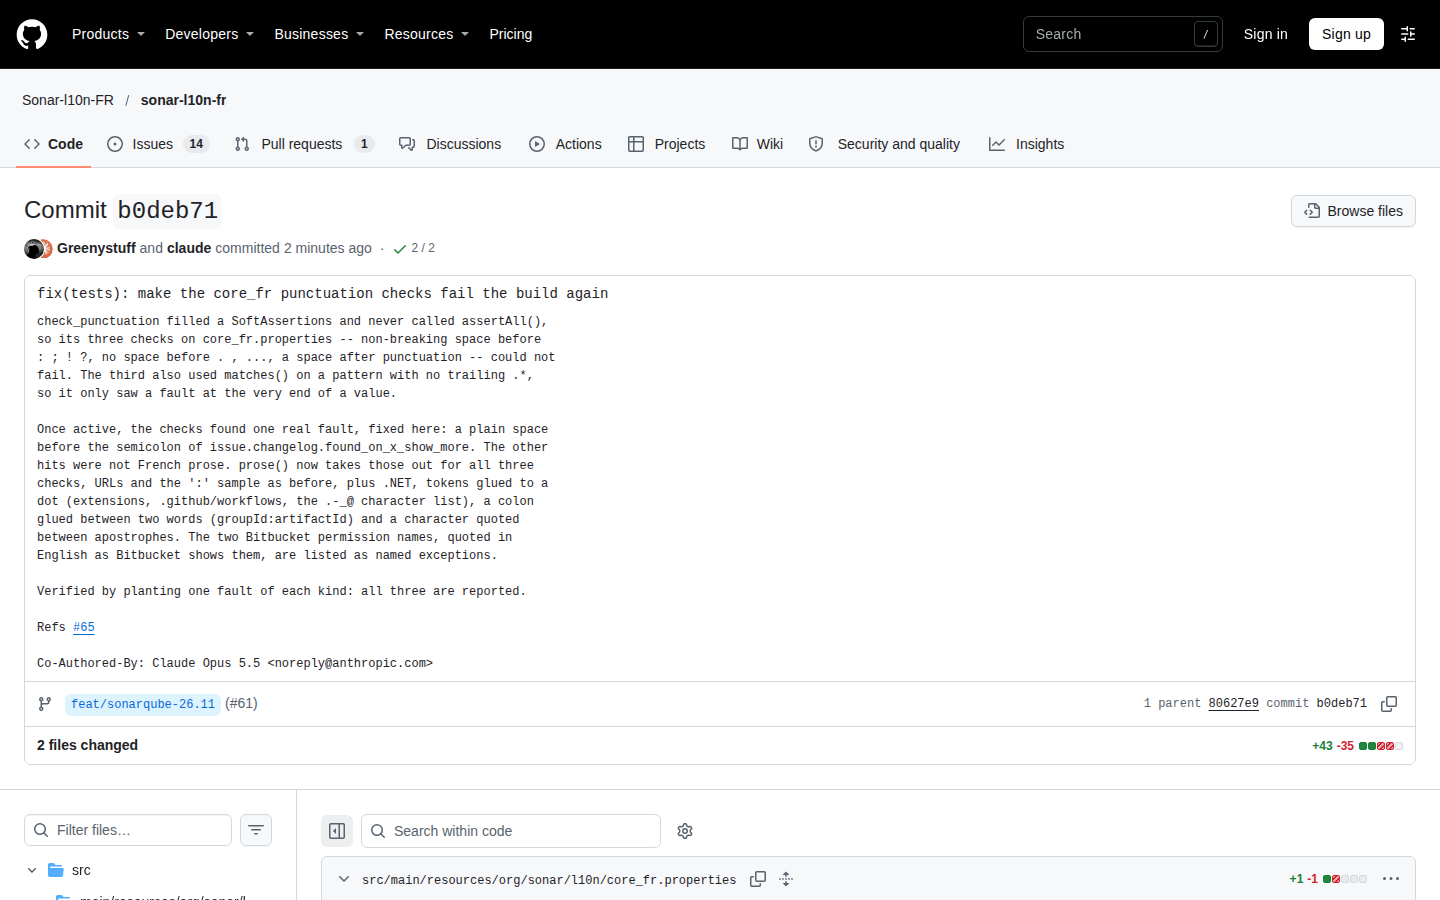 Products Developers Businesses Resources Pricing Search / Sign in Sign up
Sonar-l10n-FR / sonar-l10n-fr
Code Issues 14 Pull requests 1 Discussions Actions Projects Wiki Security and quality Insights
Commit b0deb71
Browse files
Greenystuff and claude committed 2 minutes ago · 2 / 2
fix(tests): make the core_fr punctuation checks fail the build again
check_punctuation filled a SoftAssertions and never called assertAll(),
so its three checks on core_fr.properties -- non-breaking space before
: ; ! ?, no space before . , ..., a space after punctuation -- could not
fail. The third also used matches() on a pattern with no trailing .*,
so it only saw a fault at the very end of a value.
Once active, the checks found one real fault, fixed here: a plain space
before the semicolon of issue.changelog.found_on_x_show_more. The other
hits were not French prose. prose() now takes those out for all three
checks, URLs and the ':' sample as before, plus .NET, tokens glued to a
dot (extensions, .github/workflows, the .-_@ character list), a colon
glued between two words (groupId:artifactId) and a character quoted
between apostrophes. The two Bitbucket permission names, quoted in
English as Bitbucket shows them, are listed as named exceptions.
Verified by planting one fault of each kind: all three are reported.
Refs #65
Co-Authored-By: Claude Opus 5.5 <noreply@anthropic.com>
feat/sonarqube-26.11 (#61)
1 parent 80627e9 commit b0deb71
2 files changed
+43 -35
Filter files…
Search within code
src
src/main/resources/org/sonar/l10n/core_fr.properties
+1 -1